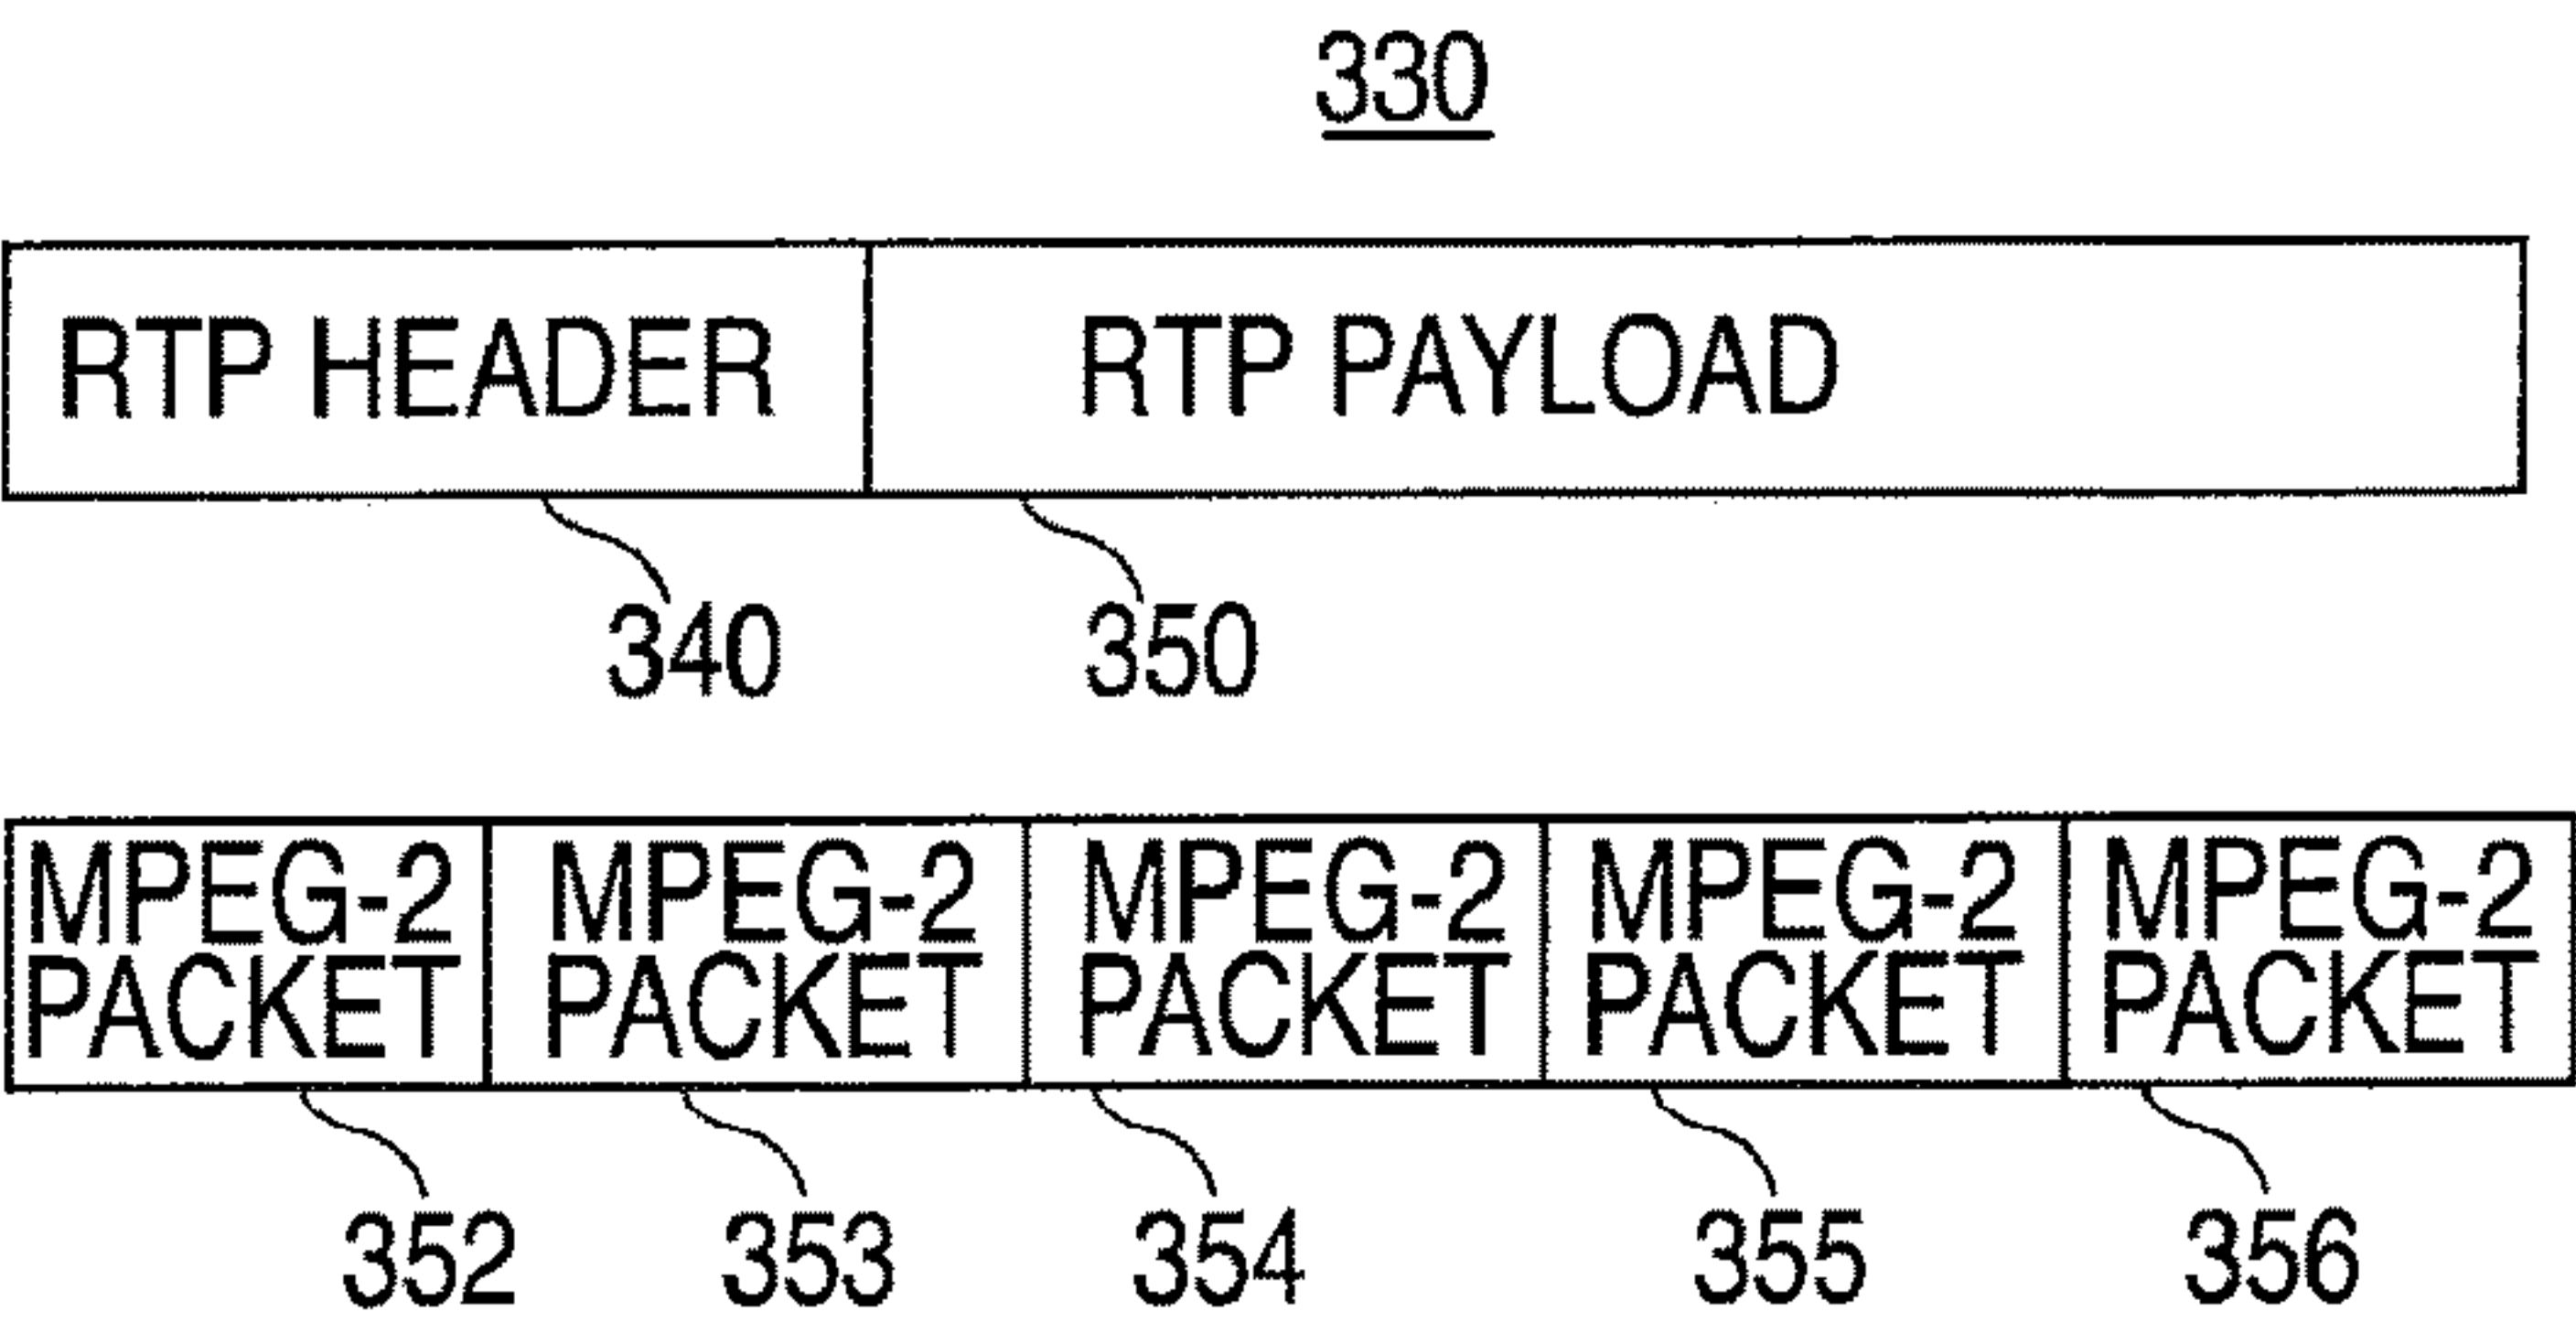 330
RTP HEADER RTP PAYLOAD
340 350
MPEG-2 MPEG-2 MPEG-2 MPEG-2 MPEG-2
PACKET PACKET PACKET PACKET PACKET
352 353 354 355 356